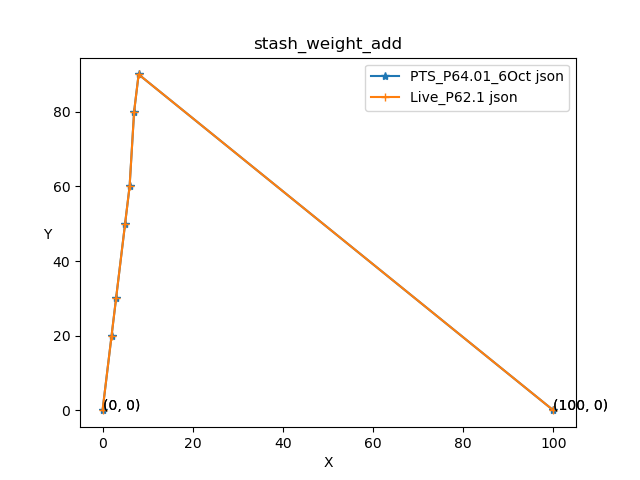 stash_weight_add
PTS_P64.01_6Oct json
Live_P62.1 json
Y
80
60
40
20
0
(0, 0)
(100, 0)
0 20 40 60 80 100
X